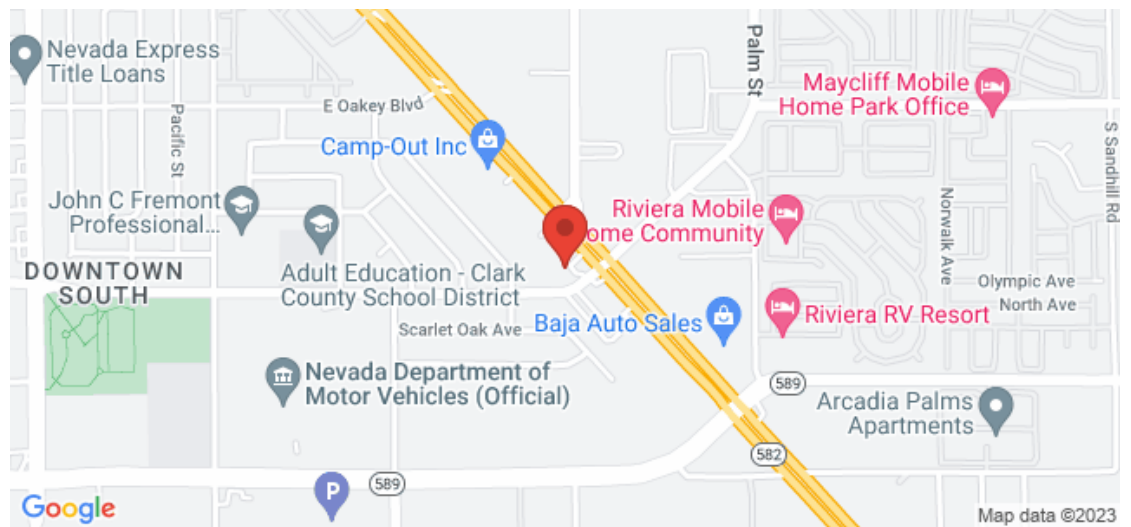 Nevada Express
Title Loans
Palm St
Maycliff Mobile
Home Park Office
E Oakey Blvd
Pacific St
Camp-Out Inc
S Sandhill Rd
John C Fremont
Professional...
Riviera Mobile
ome Community
Norwalk Ave
DOWNTOWN
SOUTH
Adult Education - Clark
County School District
Olympic Ave
North Ave
Scarlet Oak Ave
Baja Auto Sales
Riviera RV Resort
Nevada Department of
Motor Vehicles (Official)
589
Arcadia Palms
Apartments
582
589
P
Google
Map data ©2023